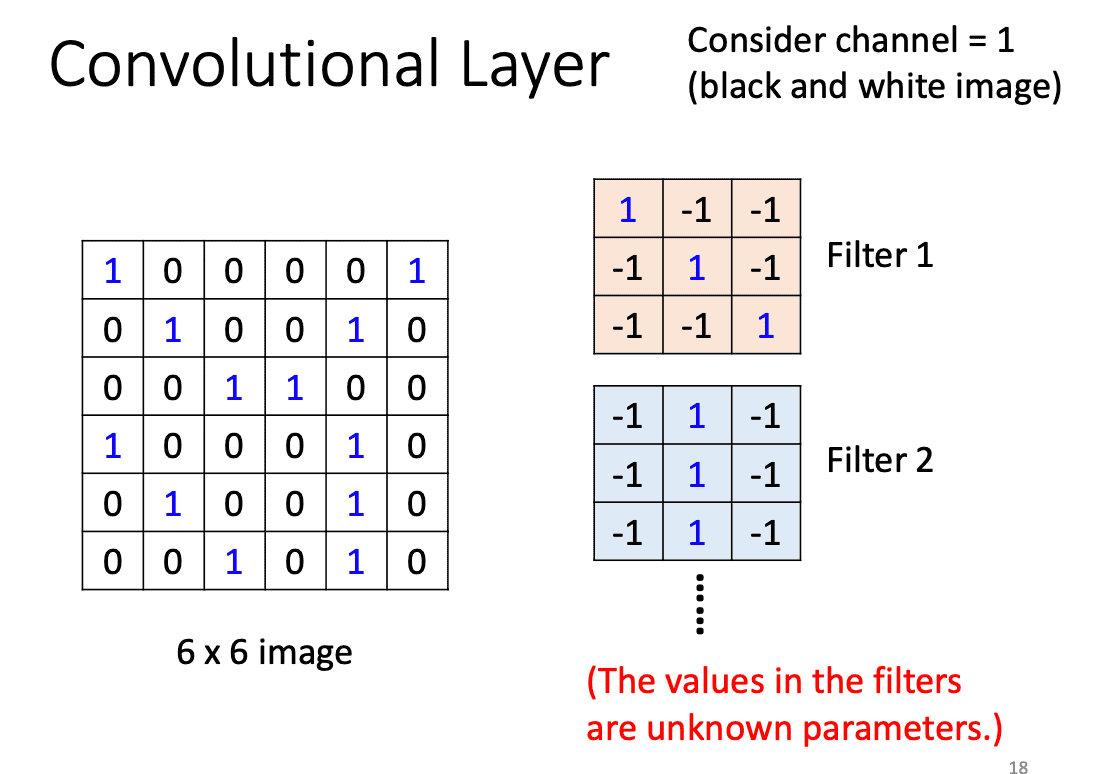 Convolutional Layer
Consider channel = 1
(black and white image)
1 0 0 0 0 1
0 1 0 0 1 0
0 0 1 1 0 0
1 0 0 0 1 0
0 1 0 0 1 0
0 0 1 0 1 0
6 x 6 image
1 -1 -1
-1 1 -1
-1 -1 1
Filter 1
-1 1 -1
-1 1 -1
-1 1 -1
Filter 2
(The values in the filters
are unknown parameters.)
18